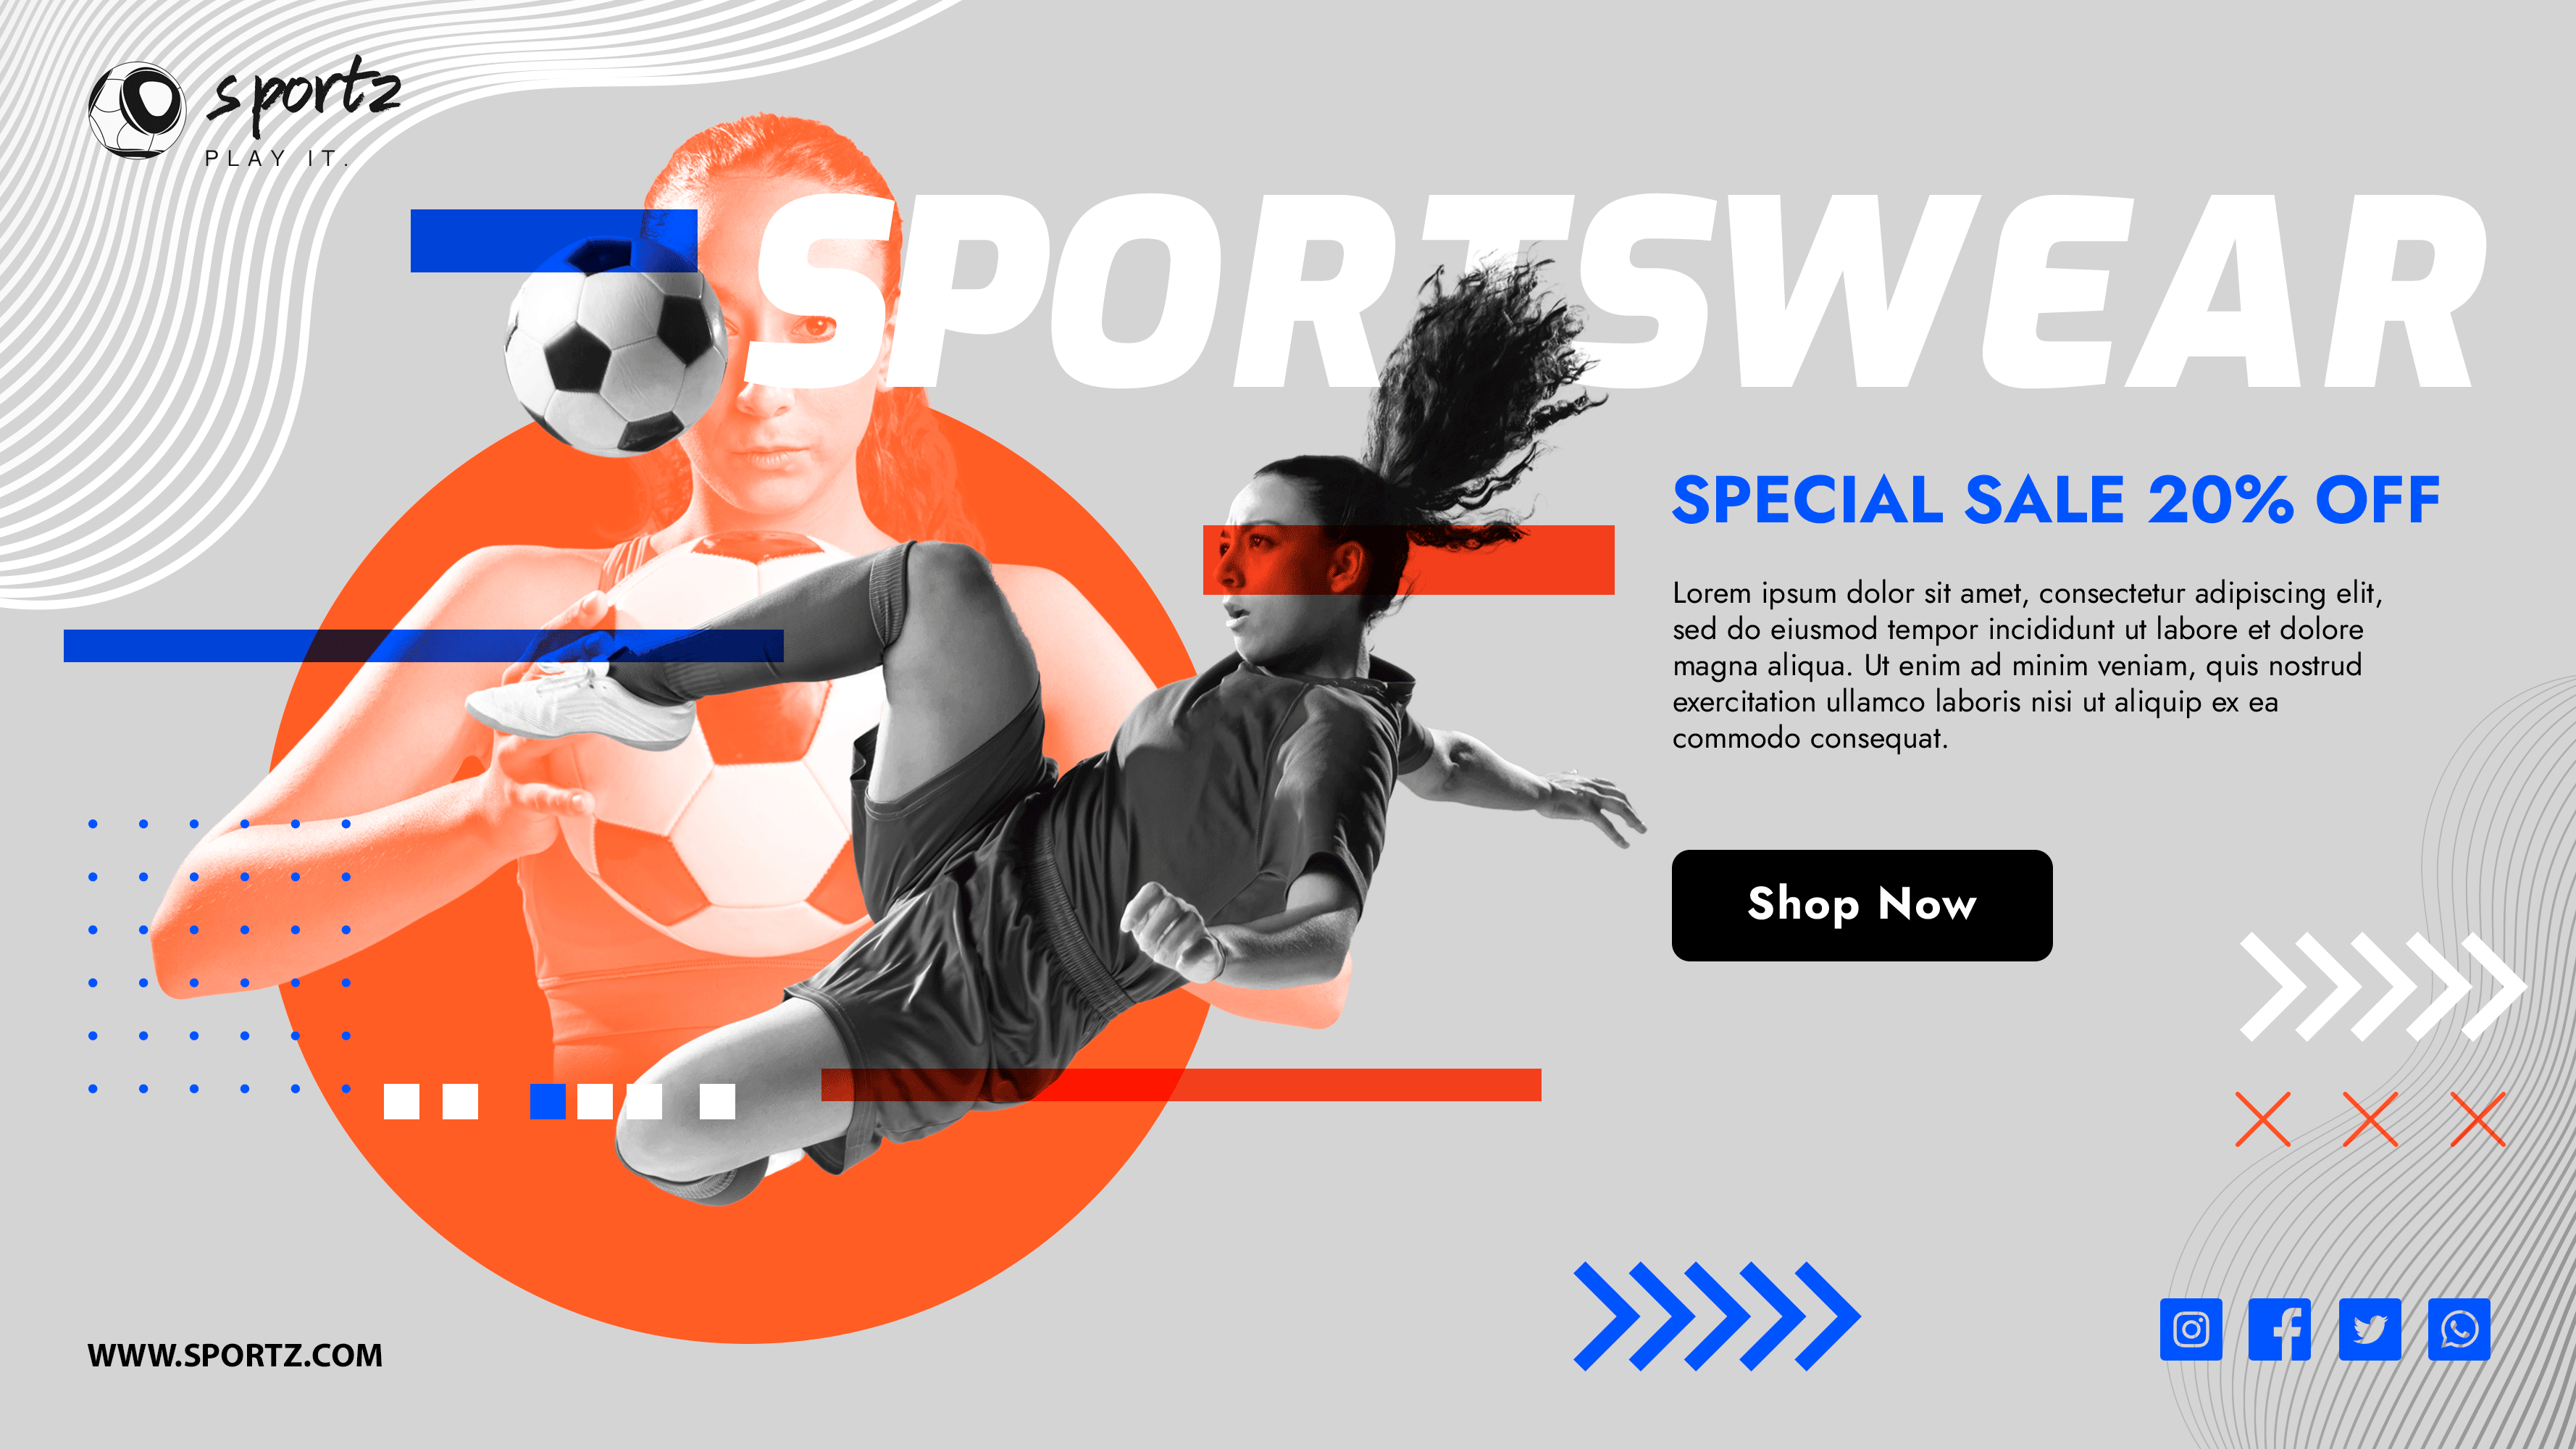 sportz
PLAY IT.
SPORTSWEAR
SPECIAL SALE 20% OFF
Lorem ipsum dolor sit amet, consectetur adipiscing elit,
sed do eiusmod tempor incididunt ut labore et dolore
magna aliqua. Ut enim ad minim veniam, quis nostrud
exercitation ullamco laboris nisi ut aliquip ex ea
commodo consequat.
Shop Now
WWW.SPORTZ.COM